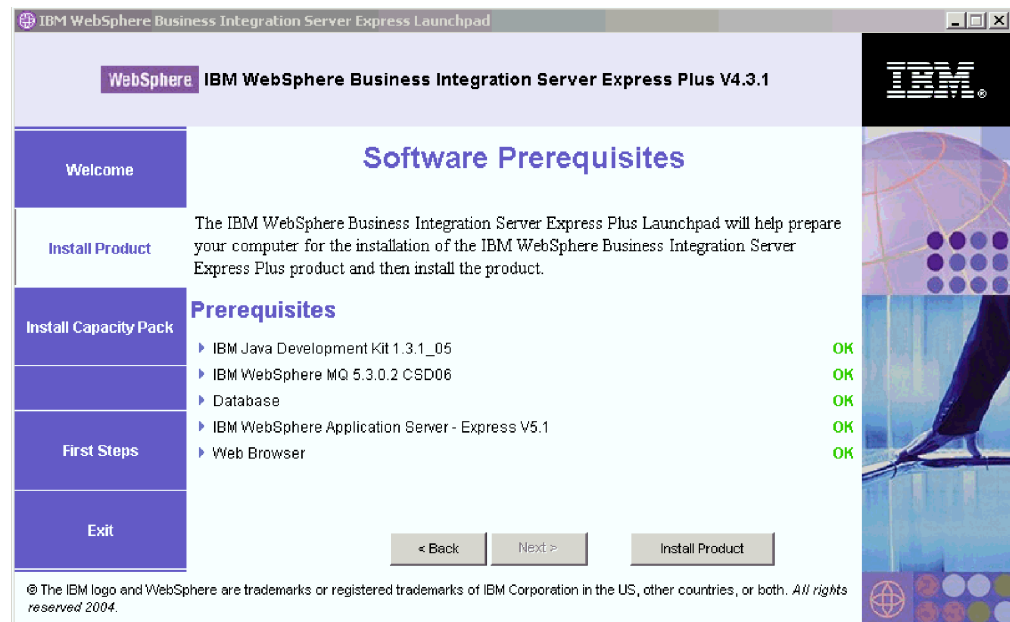 IBM WebSphere Business Integration Server Express Launchpad
WebSphere IBM WebSphere Business Integration Server Express Plus V4.3.1
IBM®
Welcome
Install Product
Install Capacity Pack
First Steps
Exit
Software Prerequisites
The IBM WebSphere Business Integration Server Express Plus Launchpad will help prepare
your computer for the installation of the IBM WebSphere Business Integration Server
Express Plus product and then install the product.
Prerequisites
IBM Java Development Kit 1.3.1_05 OK
IBM WebSphere MQ 5.3.0.2 CSD06 OK
Database OK
IBM WebSphere Application Server - Express V5.1 OK
Web Browser OK
< Back Next > Install Product
© The IBM logo and WebSphere are trademarks or registered trademarks of IBM Corporation in the US, other countries, or both. All rights
reserved 2004.